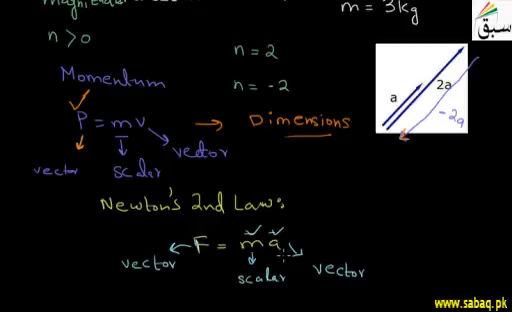 m = 3kg
سبق
n > 0
n = 2
Momentum
n = -2
a
2a
-2a
P = mv → Dimensions
vector
scalar
vector
Newton's 2nd Law:
F = ma
vector
scalar
vector
www.sabaq.pk